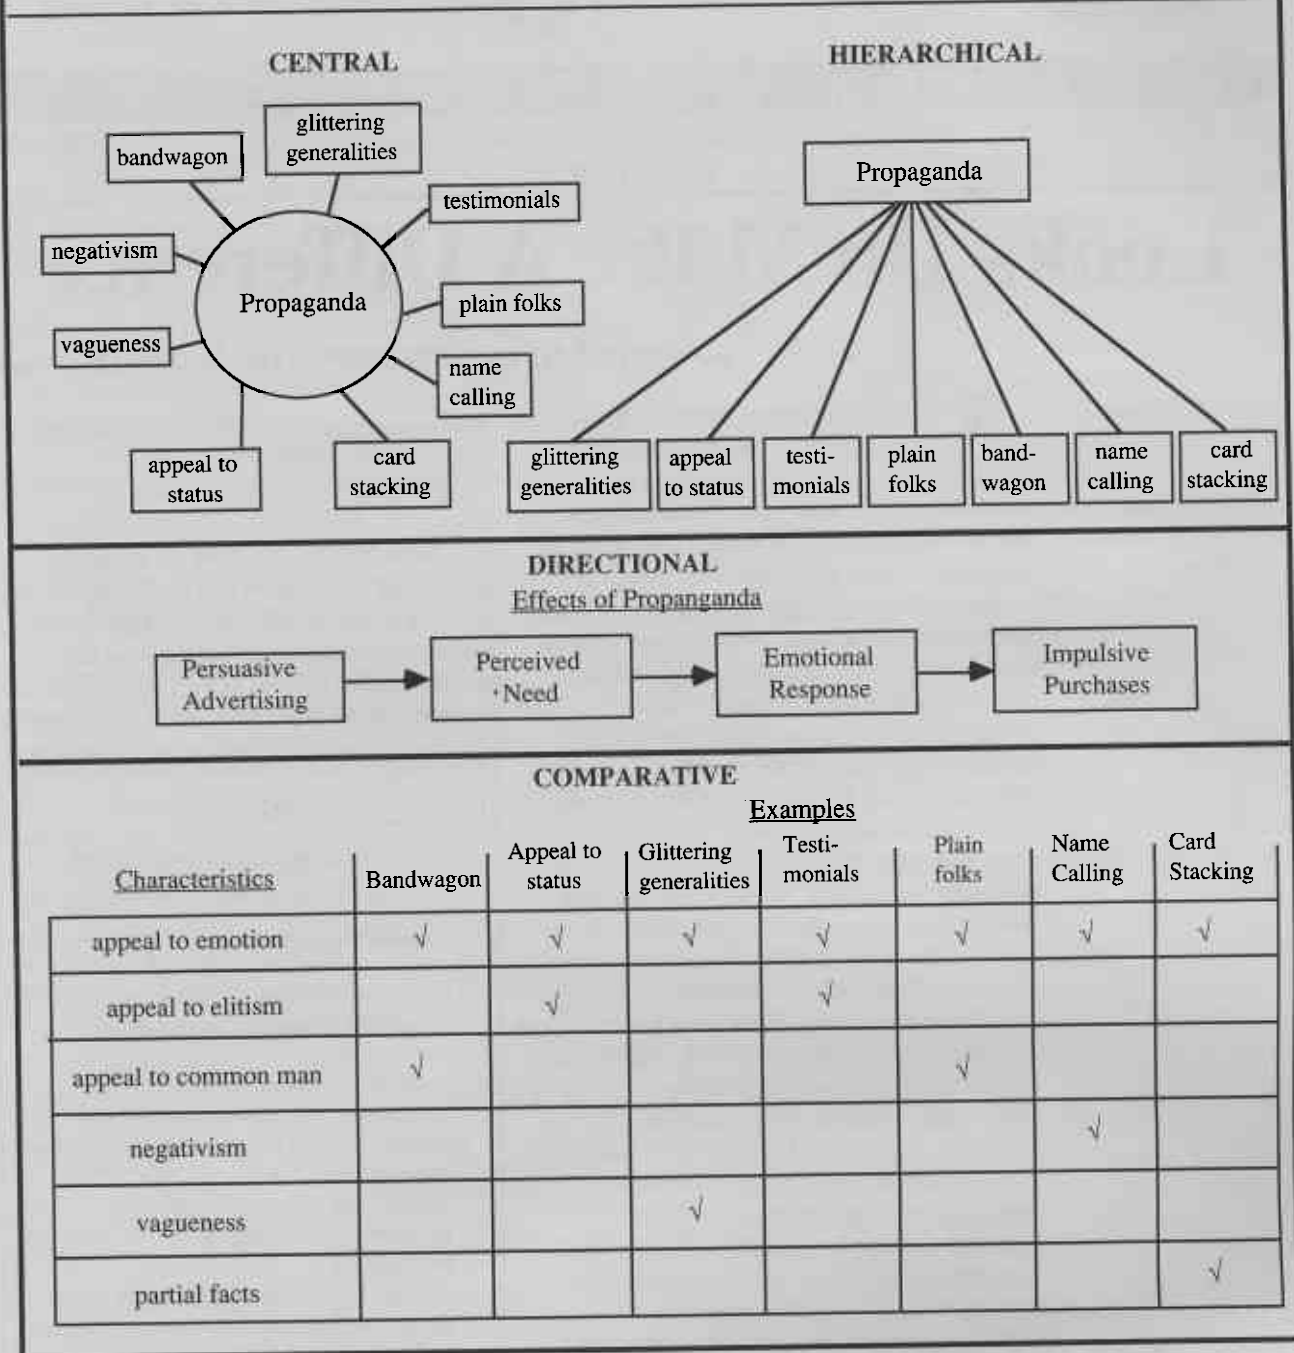 CENTRAL
glittering
generalities
bandwagon
testimonials
negativism
Propaganda
plain folks
vagueness
name
calling
appeal to
status
card
stacking
HIERARCHICAL
Propaganda
glittering
generalities
appeal
to status
testi-
monials
plain
folks
band-
wagon
name
calling
card
stacking
DIRECTIONAL
Effects of Propanganda
Persuasive
Advertising
Perceived
Need
Emotional
Response
Impulsive
Purchases
COMPARATIVE
Examples
Characteristics
Bandwagon
Appeal to
status
Glittering
generalities
Testi-
monials
Plain
folks
Name
Calling
Card
Stacking
appeal to emotion √ √ √ √ √ √ √
appeal to elitism √ √
appeal to common man √ √
negativism √
vagueness √
partial facts √